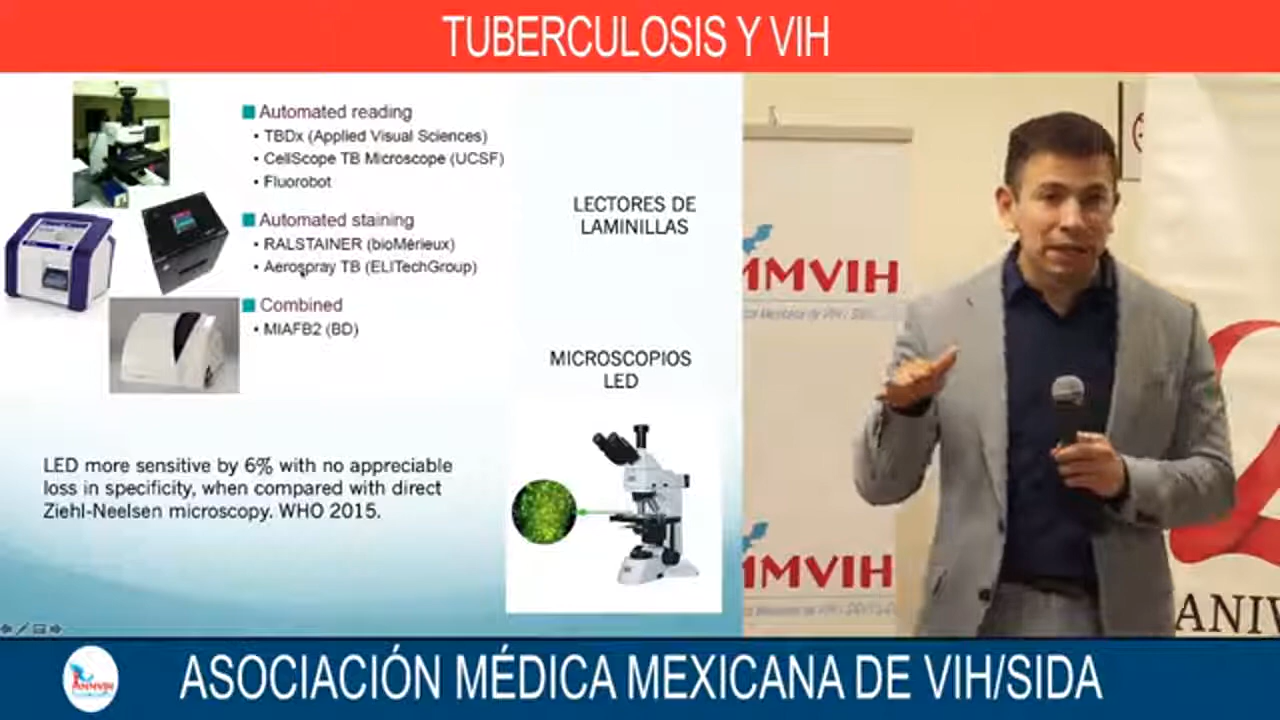 TUBERCULOSIS Y VIH
Automated reading
• TBDx (Applied Visual Sciences)
• CellScope TB Microscope (UCSF)
• Fluorobot
Automated staining
• RALSTAINER (bioMérieux)
• Aerospray TB (ELITechGroup)
Combined
• MIAFB2 (BD)
LECTORES DE
LAMINILLAS
MICROSCOPIOS
LED
LED more sensitive by 6% with no appreciable
loss in specificity, when compared with direct
Ziehl-Neelsen microscopy. WHO 2015.
MMVIH
MMVIH
ANIV
AMMVIH
ASOCIACIÓN MÉDICA MEXICANA DE VIH/SIDA